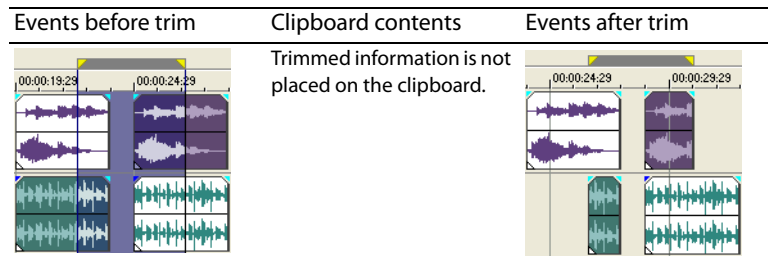 Events before trim
Clipboard contents
Events after trim
Trimmed information is not
placed on the clipboard.
00:00:19:29
00:00:24:29
00:00:24:29
00:00:29:29